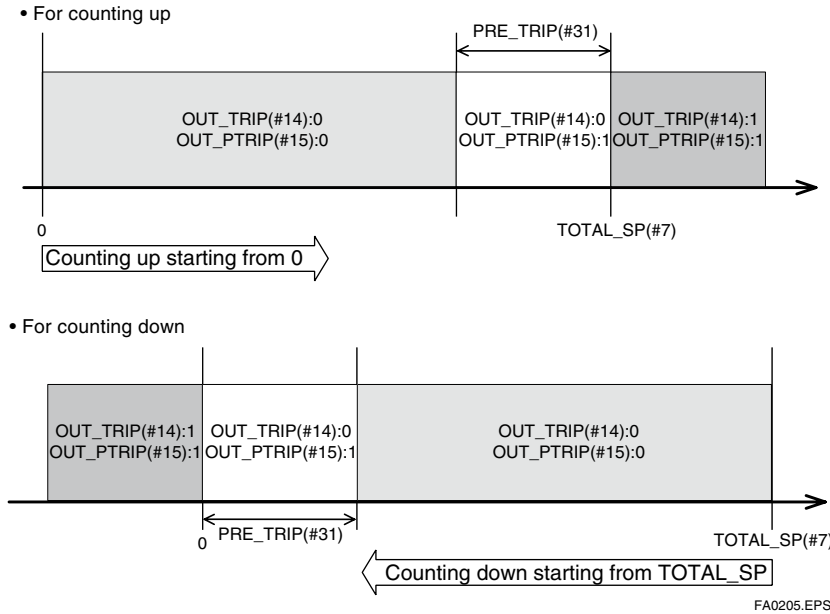 • For counting up
PRE_TRIP(#31)
OUT_TRIP(#14):0
OUT_PTRIP(#15):0
OUT_TRIP(#14):0
OUT_PTRIP(#15):1
OUT_TRIP(#14):1
OUT_PTRIP(#15):1
0
TOTAL_SP(#7)
Counting up starting from 0
• For counting down
OUT_TRIP(#14):1
OUT_PTRIP(#15):1
OUT_TRIP(#14):0
OUT_PTRIP(#15):1
OUT_TRIP(#14):0
OUT_PTRIP(#15):0
0
PRE_TRIP(#31)
TOTAL_SP(#7)
Counting down starting from TOTAL_SP
FA0205.EPS